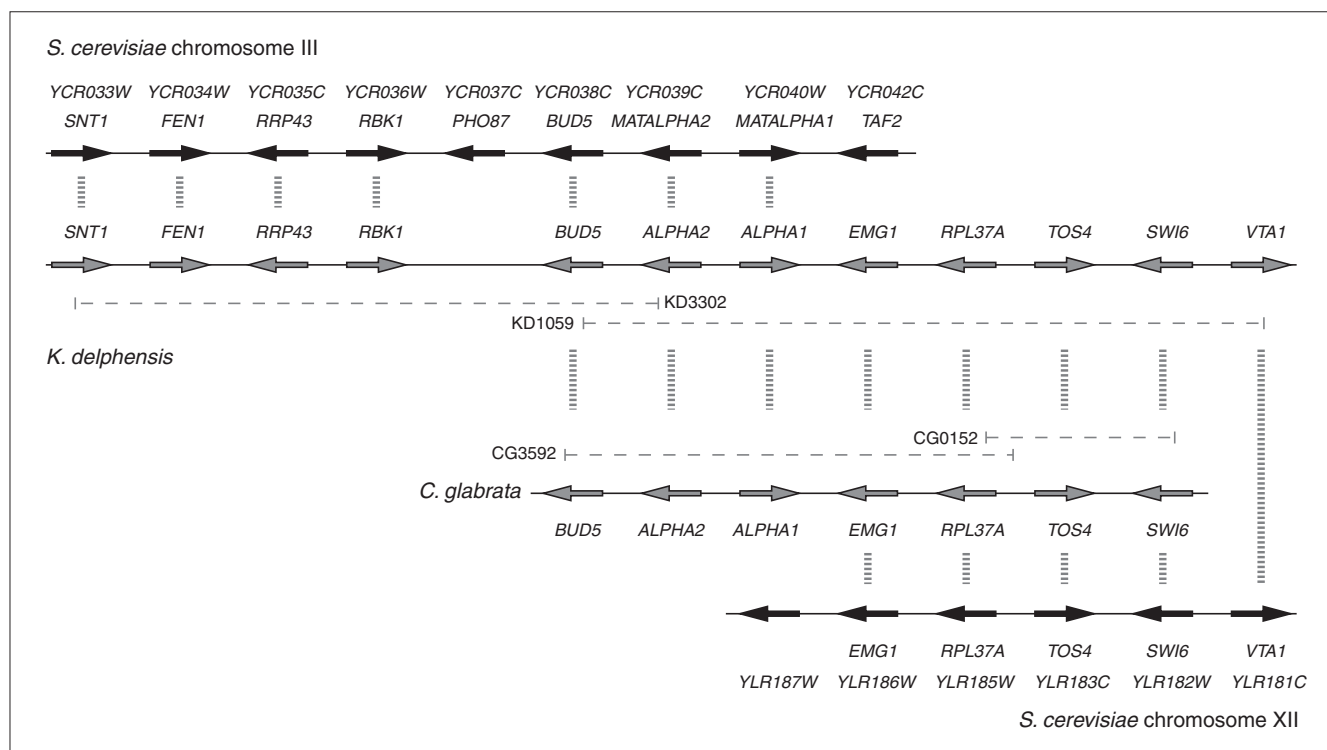 S. cerevisiae chromosome III
YCR033W YCR034W YCR035C YCR036W YCR037C YCR038C YCR039C YCR040W YCR042C
SNT1 FEN1 RRP43 RBK1 PHO87 BUD5 MATALPHA2 MATALPHA1 TAF2
SNT1 FEN1 RRP43 RBK1 BUD5 ALPHA2 ALPHA1 EMG1 RPL37A TOS4 SWI6 VTA1
KD3302
KD1059
K. delphensis
CG0152
CG3592
C. glabrata
BUD5 ALPHA2 ALPHA1 EMG1 RPL37A TOS4 SWI6
EMG1 RPL37A TOS4 SWI6 VTA1
YLR187W YLR186W YLR185W YLR183C YLR182W YLR181C
S. cerevisiae chromosome XII